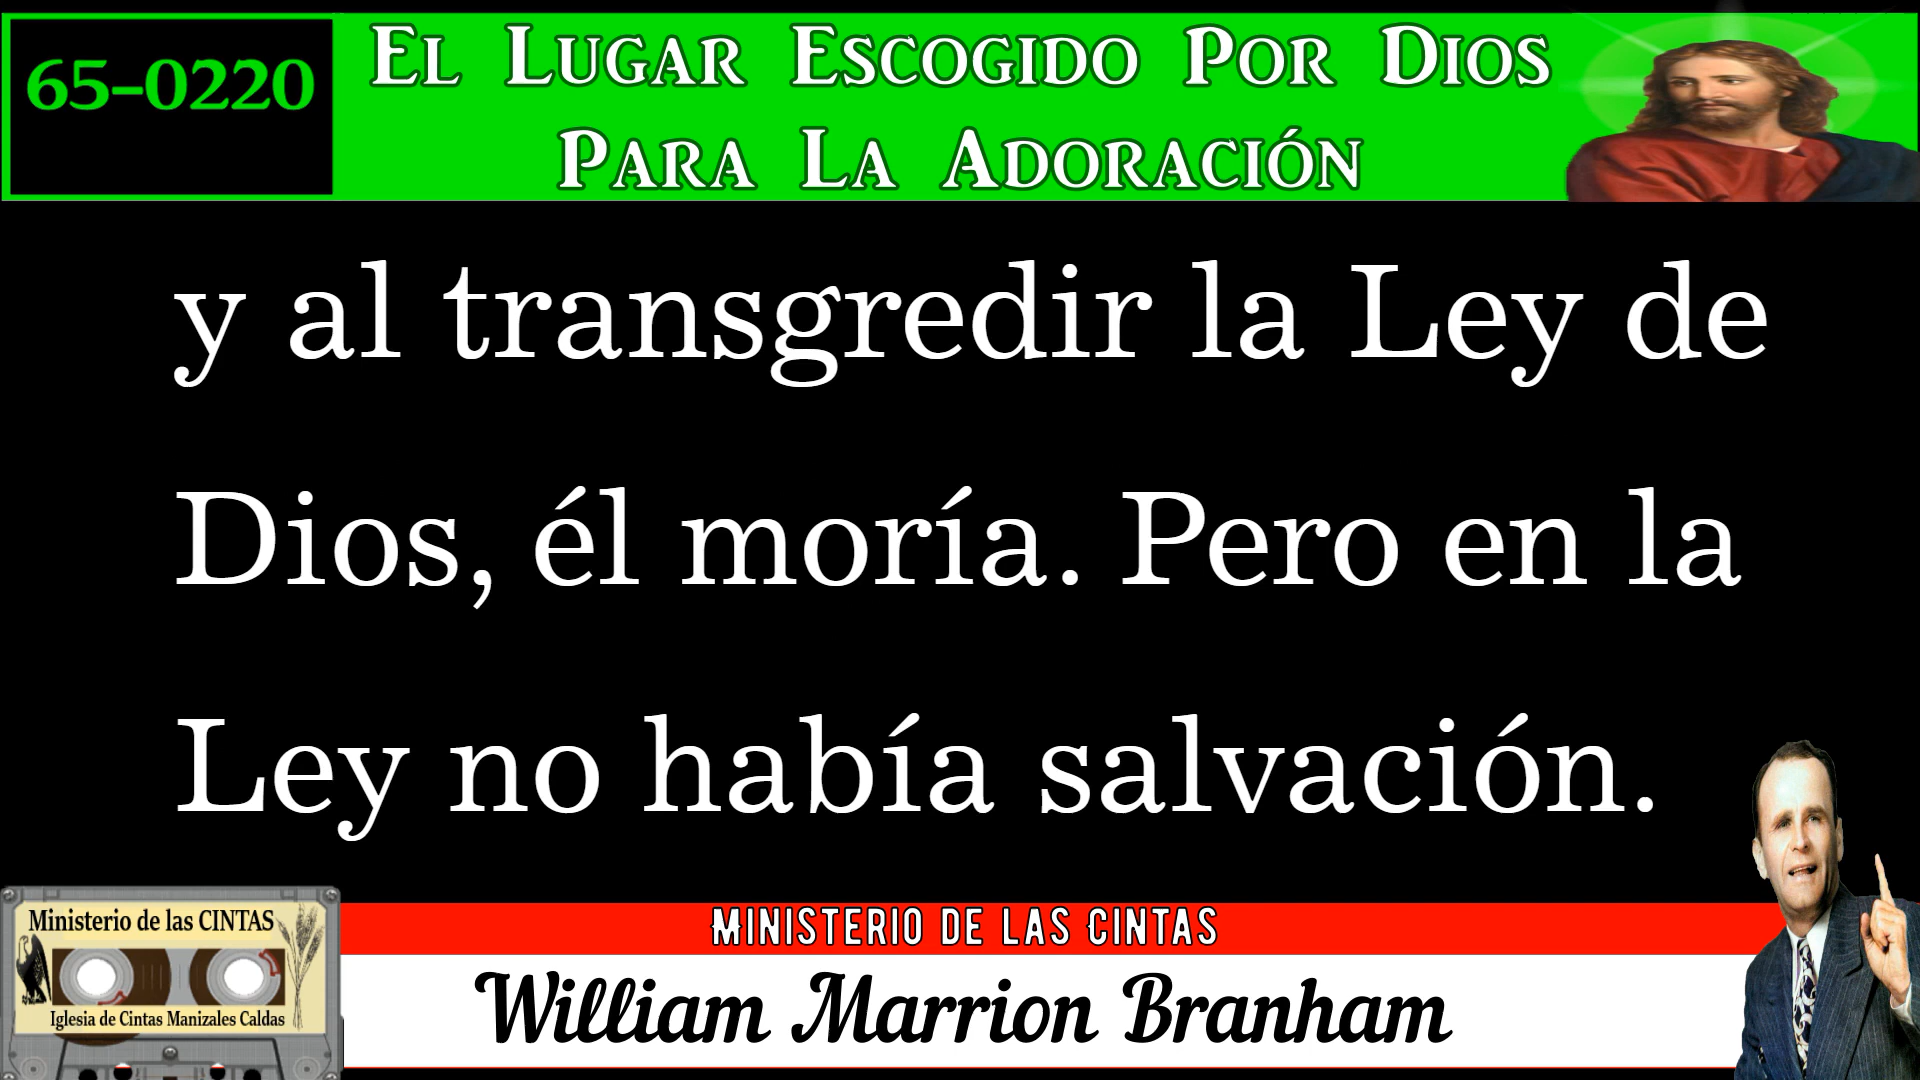 65-0220
El Lugar Escogido Por Dios
Para La Adoración
y al transgredir la Ley de
Dios, él moría. Pero en la
Ley no había salvación.
Ministerio de las CINTAS
Iglesia de Cintas Manizales Caldas
MINISTERIO DE LAS CINTAS
William Marrion Branham